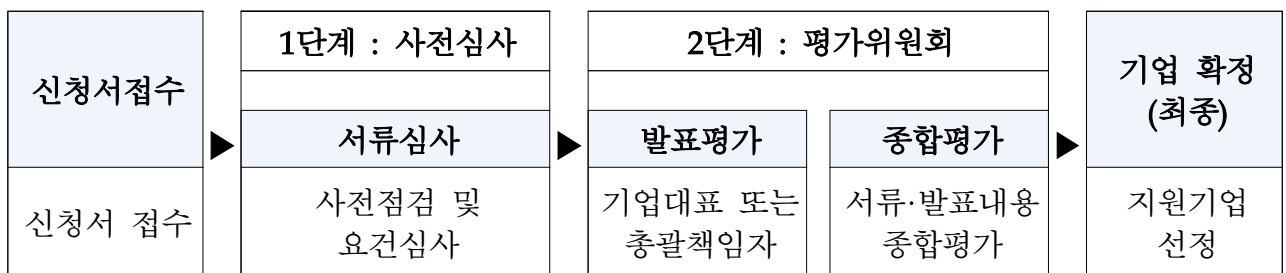 신청서접수
신청서 접수
1단계 : 사전심사
서류심사
사전점검 및
요건심사
2단계 : 평가위원회
발표평가
기업대표 또는
총괄책임자
종합평가
서류·발표내용
종합평가
기업 확정
(최종)
지원기업
선정